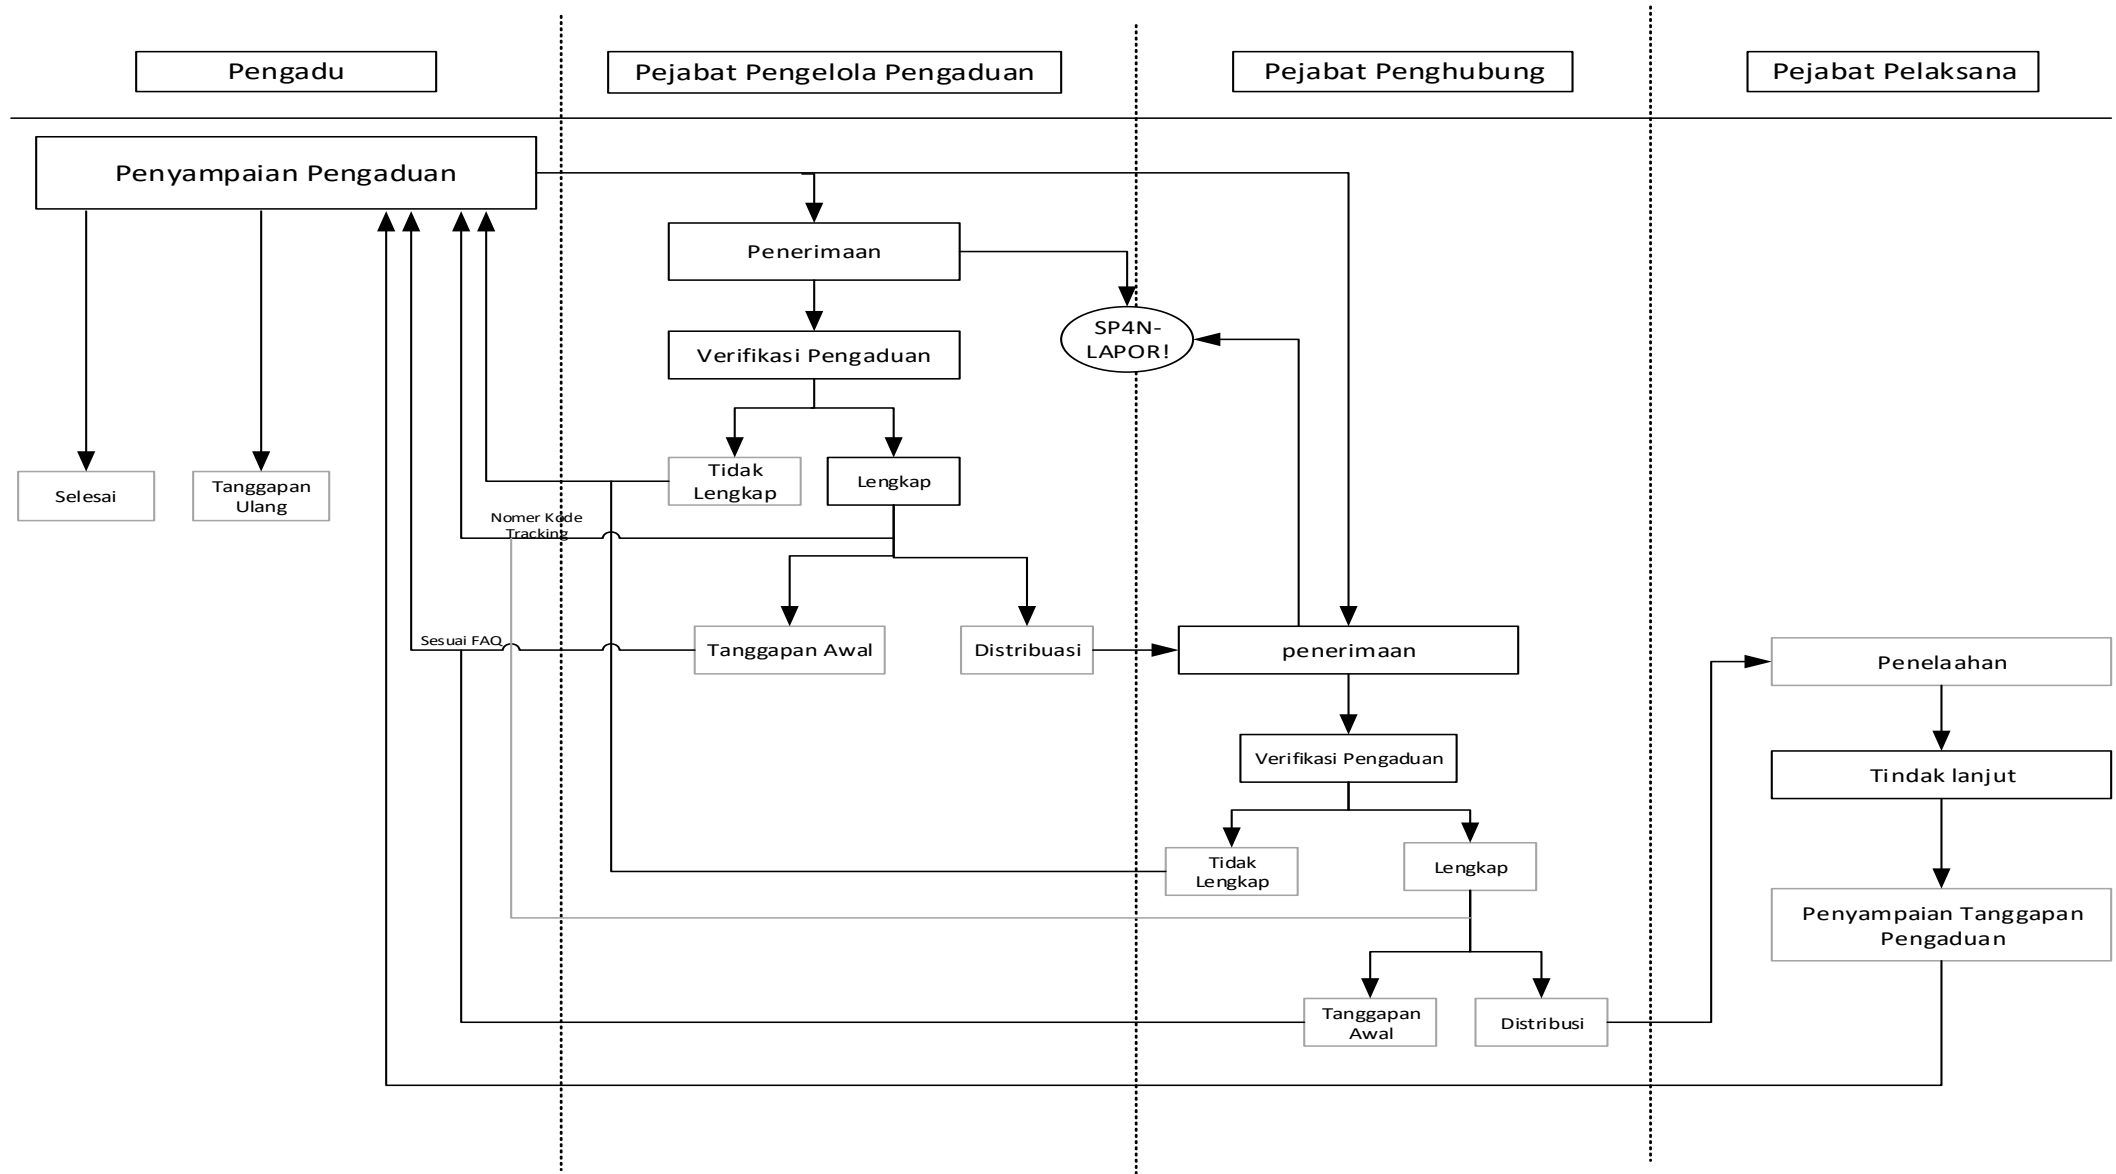 Pengadu
Pejabat Pengelola Pengaduan
Pejabat Penghubung
Pejabat Pelaksana
Penyampaian Pengaduan
Penerimaan
SP4N-
LAPOR!
Verifikasi Pengaduan
Tidak
Lengkap
Lengkap
Selesai
Tanggapan
Ulang
Nomer Kode
Tracking
Sesuai FAQ
Tanggapan Awal
Distribuasi
penerimaan
Penelaahan
Verifikasi Pengaduan
Tindak lanjut
Tidak
Lengkap
Lengkap
Penyampaian Tanggapan
Pengaduan
Tanggapan
Awal
Distribusi